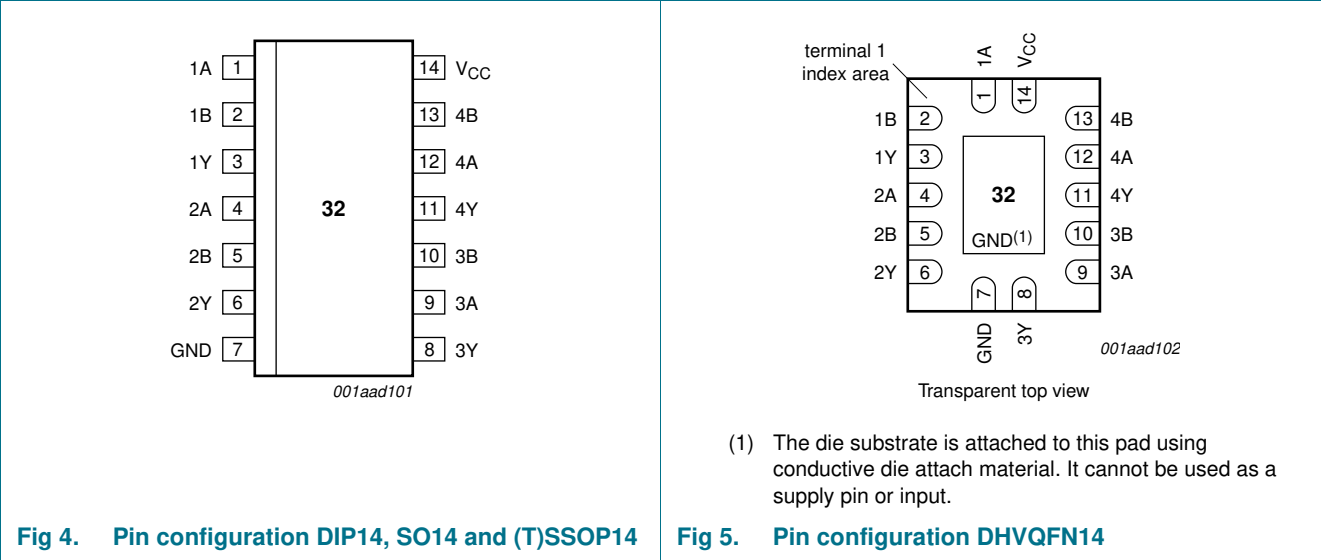 1A 1 14 VCC
1B 2 13 4B
1Y 3 12 4A
2A 4 32 11 4Y
2B 5 10 3B
2Y 6 9 3A
GND 7 8 3Y
001aad101
Fig 4. Pin configuration DIP14, SO14 and (T)SSOP14
terminal 1
index area
1A VCC
1 14
1B 2 13 4B
1Y 3 12 4A
2A 4 32 11 4Y
2B 5 GND(1) 10 3B
2Y 6 9 3A
7 8
GND 3Y
001aad102
Transparent top view
(1) The die substrate is attached to this pad using
conductive die attach material. It cannot be used as a
supply pin or input.
Fig 5. Pin configuration DHVQFN14